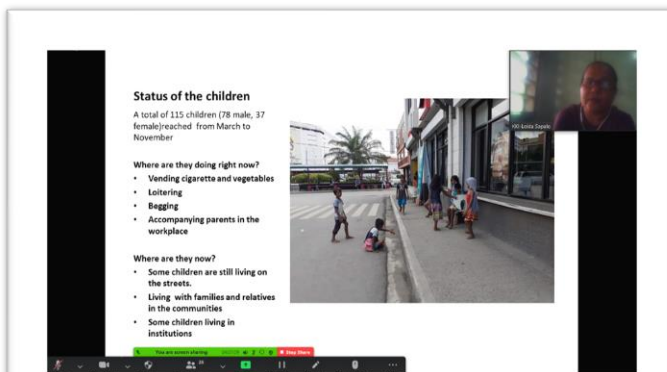 Status of the children
A total of 115 children (78 male, 37
female)reached from March to
November
Where are they doing right now?
• Vending cigarette and vegetables
• Loitering
• Begging
• Accompanying parents in the
workplace
Where are they now?
• Some children are still living on
the streets.
• Living with families and relatives
in the communities
• Some children living in
institutions
You are screen sharing
Stop Share